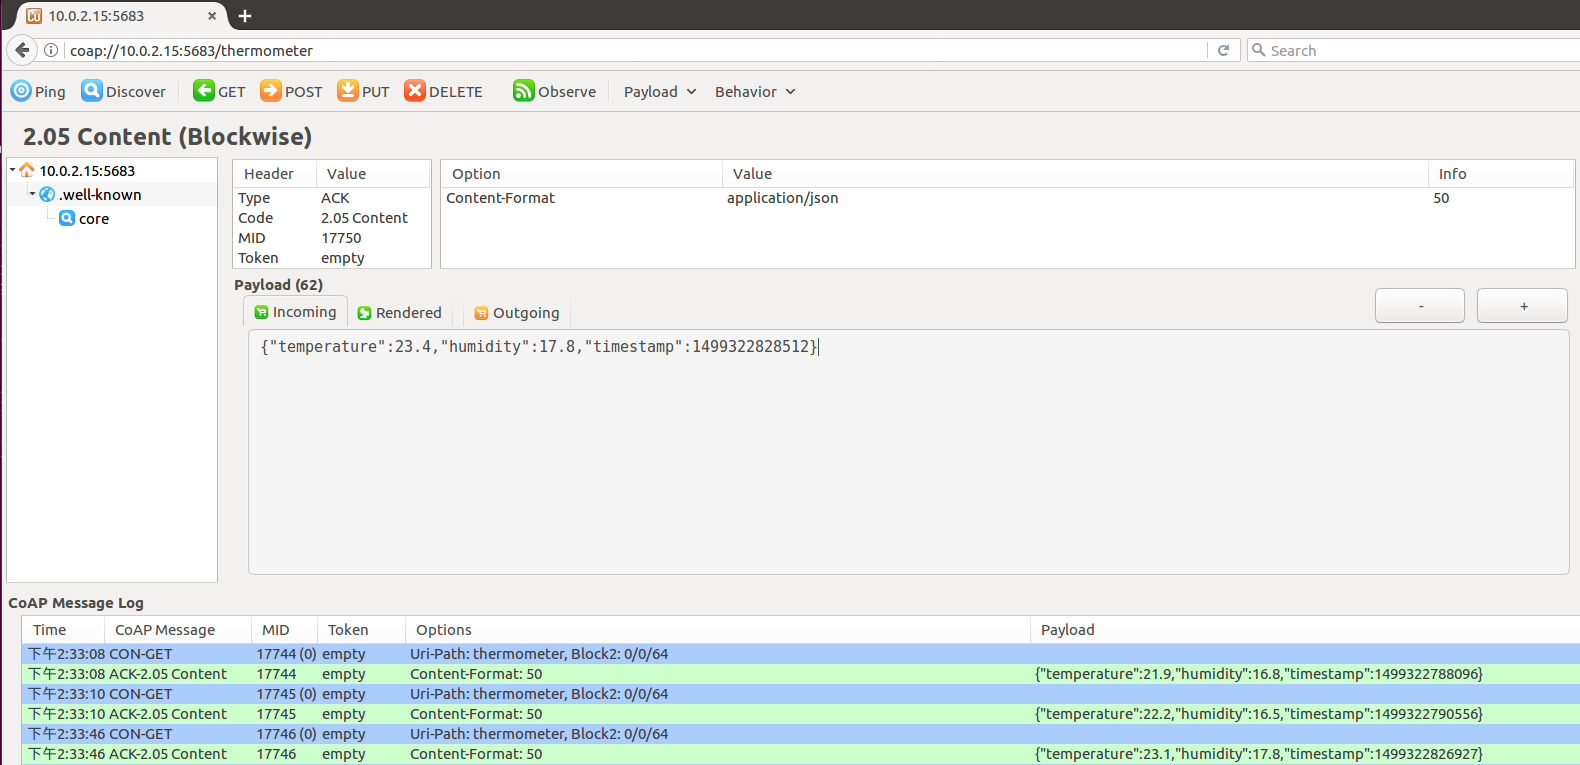 10.0.2.15:5683
coap://10.0.2.15:5683/thermometer
Search
Ping Discover GET POST PUT DELETE Observe Payload Behavior
2.05 Content (Blockwise)
10.0.2.15:5683
.well-known
core
Header Value
Type ACK
Code 2.05 Content
MID 17750
Token empty
Option Value Info
Content-Format application/json 50
Payload (62)
Incoming Rendered Outgoing - +
{"temperature":23.4,"humidity":17.8,"timestamp":1499322828512}
CoAP Message Log
Time CoAP Message MID Token Options Payload
下午2:33:08 CON-GET 17744 (0) empty Uri-Path: thermometer, Block2: 0/0/64
下午2:33:08 ACK-2.05 Content 17744 empty Content-Format: 50 {"temperature":21.9,"humidity":16.8,"timestamp":1499322788096}
下午2:33:10 CON-GET 17745 (0) empty Uri-Path: thermometer, Block2: 0/0/64
下午2:33:10 ACK-2.05 Content 17745 empty Content-Format: 50 {"temperature":22.2,"humidity":16.5,"timestamp":1499322790556}
下午2:33:46 CON-GET 17746 (0) empty Uri-Path: thermometer, Block2: 0/0/64
下午2:33:46 ACK-2.05 Content 17746 empty Content-Format: 50 {"temperature":23.1,"humidity":17.8,"timestamp":1499322826927}